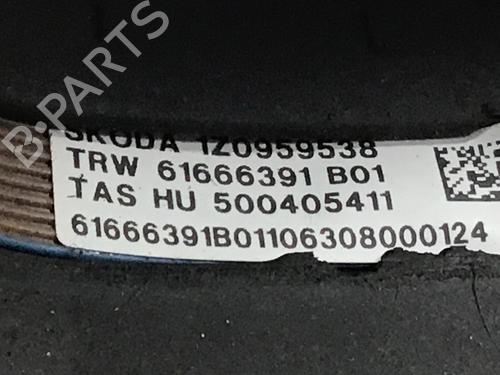 B-PARTS
SKODA 1Z0959538
TRW 61666391 B01
TAS HU 500405411
61666391B01106308000124